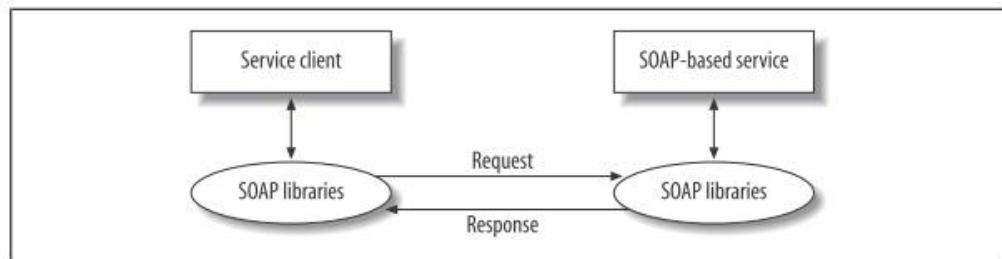 Service client
SOAP-based service
Request
SOAP libraries
SOAP libraries
Response